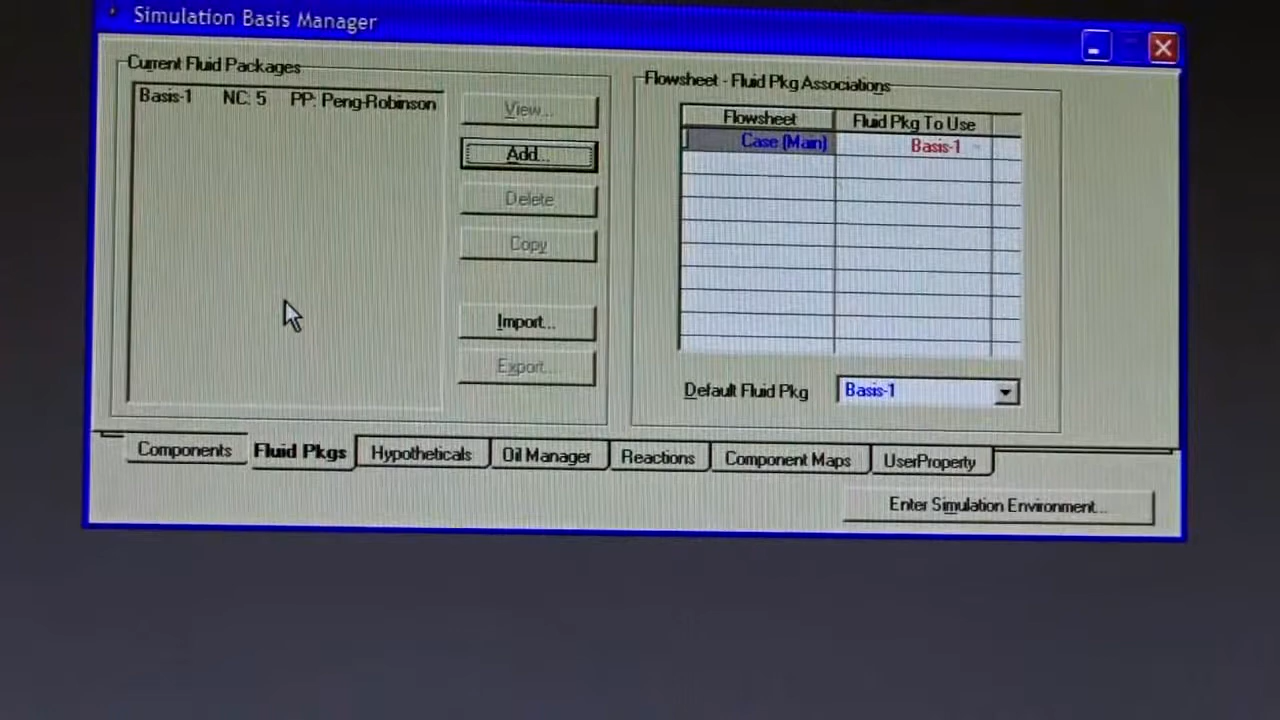 Simulation Basis Manager
Current Fluid Packages
Basis-1 NC: 5 PP: Peng-Robinson
View...
Add...
Delete
Copy
Import...
Export...
Flowsheet - Fluid Pkg Associations
Flowsheet Fluid Pkg To Use
Case (Main) Basis-1
Default Fluid Pkg Basis-1
Components Fluid Pkgs Hypotheticals Oil Manager Reactions Component Maps UserProperty
Enter Simulation Environment...